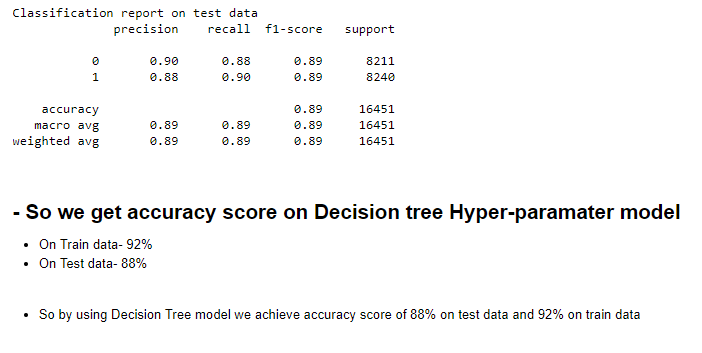 Classification report on test data
precision recall f1-score support
0 0.90 0.88 0.89 8211
1 0.88 0.90 0.89 8240
accuracy 0.89 16451
macro avg 0.89 0.89 0.89 16451
weighted avg 0.89 0.89 0.89 16451
- So we get accuracy score on Decision tree Hyper-paramater model
• On Train data- 92%
• On Test data- 88%
• So by using Decision Tree model we achieve accuracy score of 88% on test data and 92% on train data